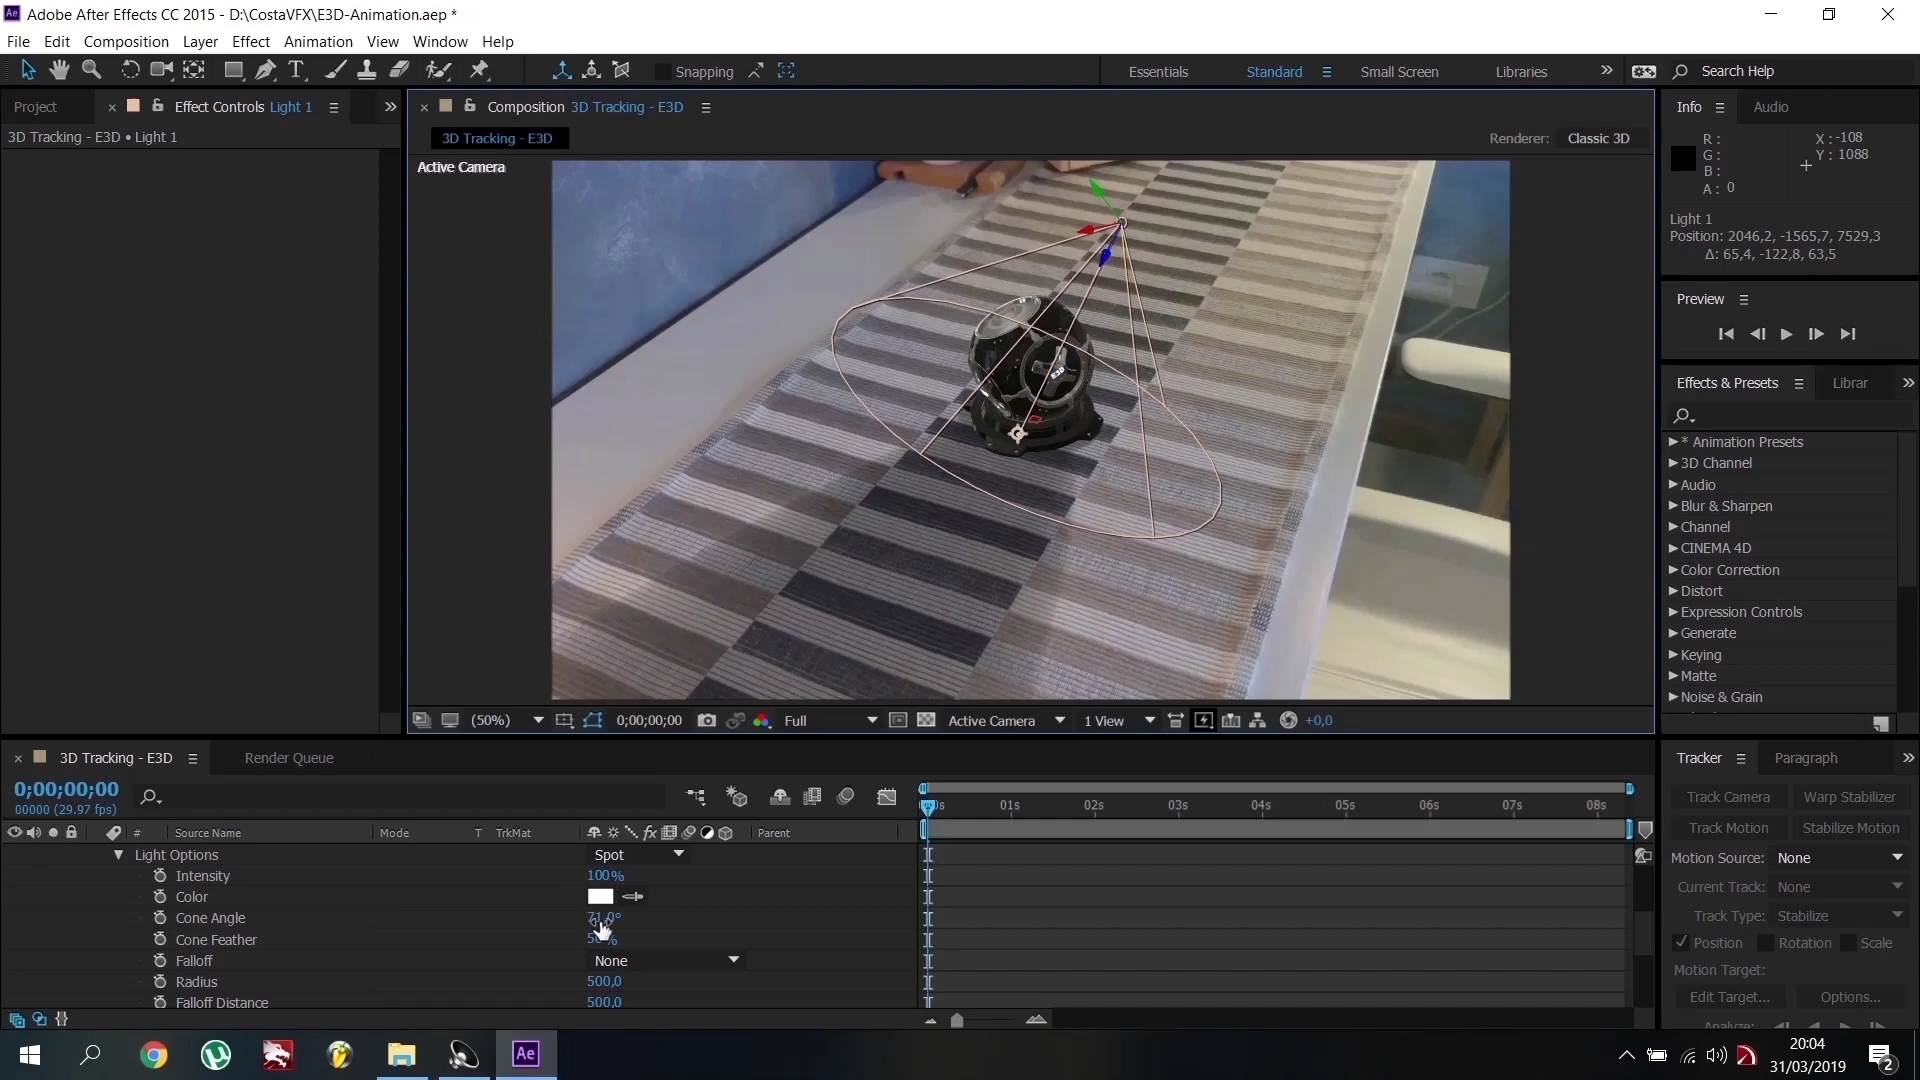 Adobe After Effects CC 2015 - D:\CostaVFX\E3D-Animation.aep *
File Edit Composition Layer Effect Animation View Window Help
Snapping Essentials Standard Small Screen Libraries Search Help
Project Effect Controls Light 1 Composition 3D Tracking - E3D Info Audio
3D Tracking - E3D • Light 1
3D Tracking - E3D Renderer: Classic 3D
Active Camera
R : X : -108
G : Y : 1088
B :
A : 0
Light 1
Position: 2046,2, -1565,7, 7529,3
Δ: 65,4, -122,8, 63,5
Preview
E3D
Effects & Presets Librar
* Animation Presets
3D Channel
Audio
Blur & Sharpen
Channel
CINEMA 4D
Color Correction
Distort
Expression Controls
Generate
Keying
Matte
Noise & Grain
(50%) 0;00;00;00 Full Active Camera 1 View +0,0
3D Tracking - E3D Render Queue
Tracker Paragraph
0;00;00;00
00000 (29.97 fps)
01s 02s 03s 04s 05s 06s 07s 08s
# Source Name Mode T TrkMat fx Parent
Light Options Spot
Intensity 100%
Color
Cone Angle 71,0°
Cone Feather 50%
Falloff None
Radius 500,0
Falloff Distance 500,0
Track Camera Warp Stabilizer
Track Motion Stabilize Motion
Motion Source: None
Current Track: None
Track Type: Stabilize
Position Rotation Scale
Motion Target:
Edit Target... Options...
Analyze:
Ae
20:04
31/03/2019
2